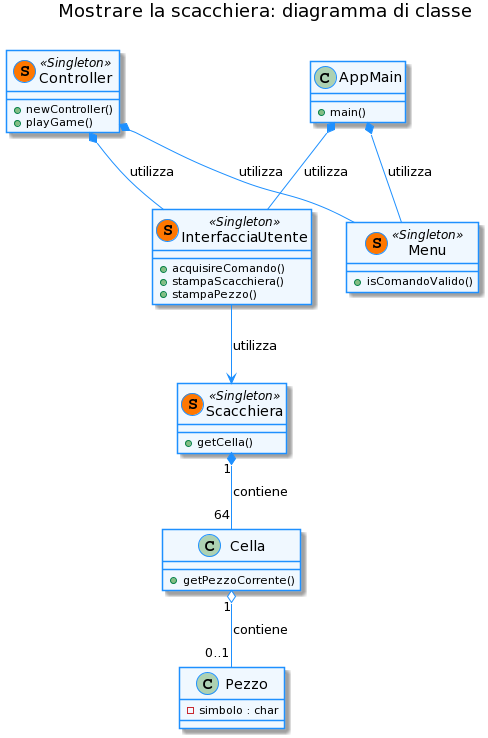 Mostrare la scacchiera: diagramma di classe
S
«Singleton»
Controller
newController()
playGame()
C
AppMain
main()
utilizza
utilizza
utilizza
utilizza
S
«Singleton»
InterfacciaUtente
acquisireComando()
stampaScacchiera()
stampaPezzo()
S
«Singleton»
Menu
isComandoValido()
utilizza
S
«Singleton»
Scacchiera
getCella()
1
contiene
64
C
Cella
getPezzoCorrente()
1
contiene
0..1
C
Pezzo
simbolo : char